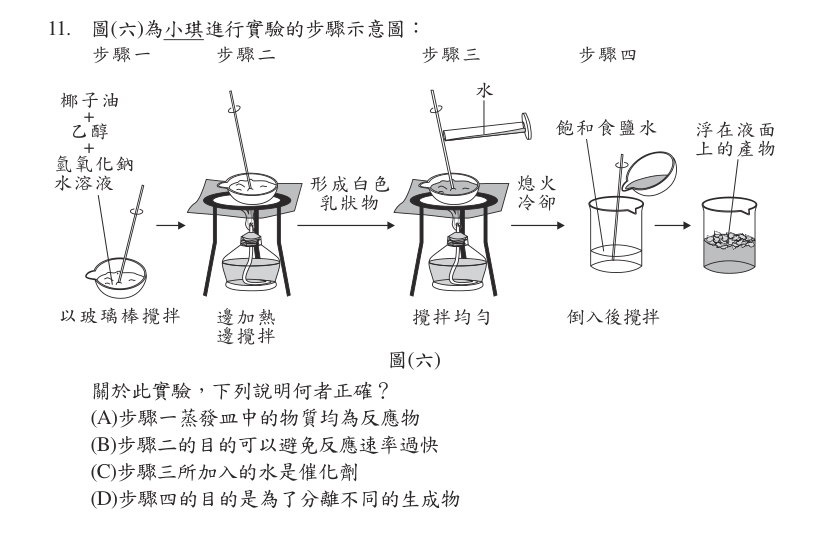 11. 圖(六)為小琪進行實驗的步驟示意圖：
步驟一 步驟二 步驟三 步驟四
椰子油
+
乙醇
+
氫氧化鈉
水溶液
水
形成白色
乳狀物
熄火
冷卻
飽和食鹽水
浮在液面
上的產物
以玻璃棒攪拌
邊加熱
邊攪拌
攪拌均勻
倒入後攪拌
圖(六)
關於此實驗，下列說明何者正確？
(A)步驟一蒸發皿中的物質均為反應物
(B)步驟二的目的可以避免反應速率過快
(C)步驟三所加入的水是催化劑
(D)步驟四的目的是為了分離不同的生成物